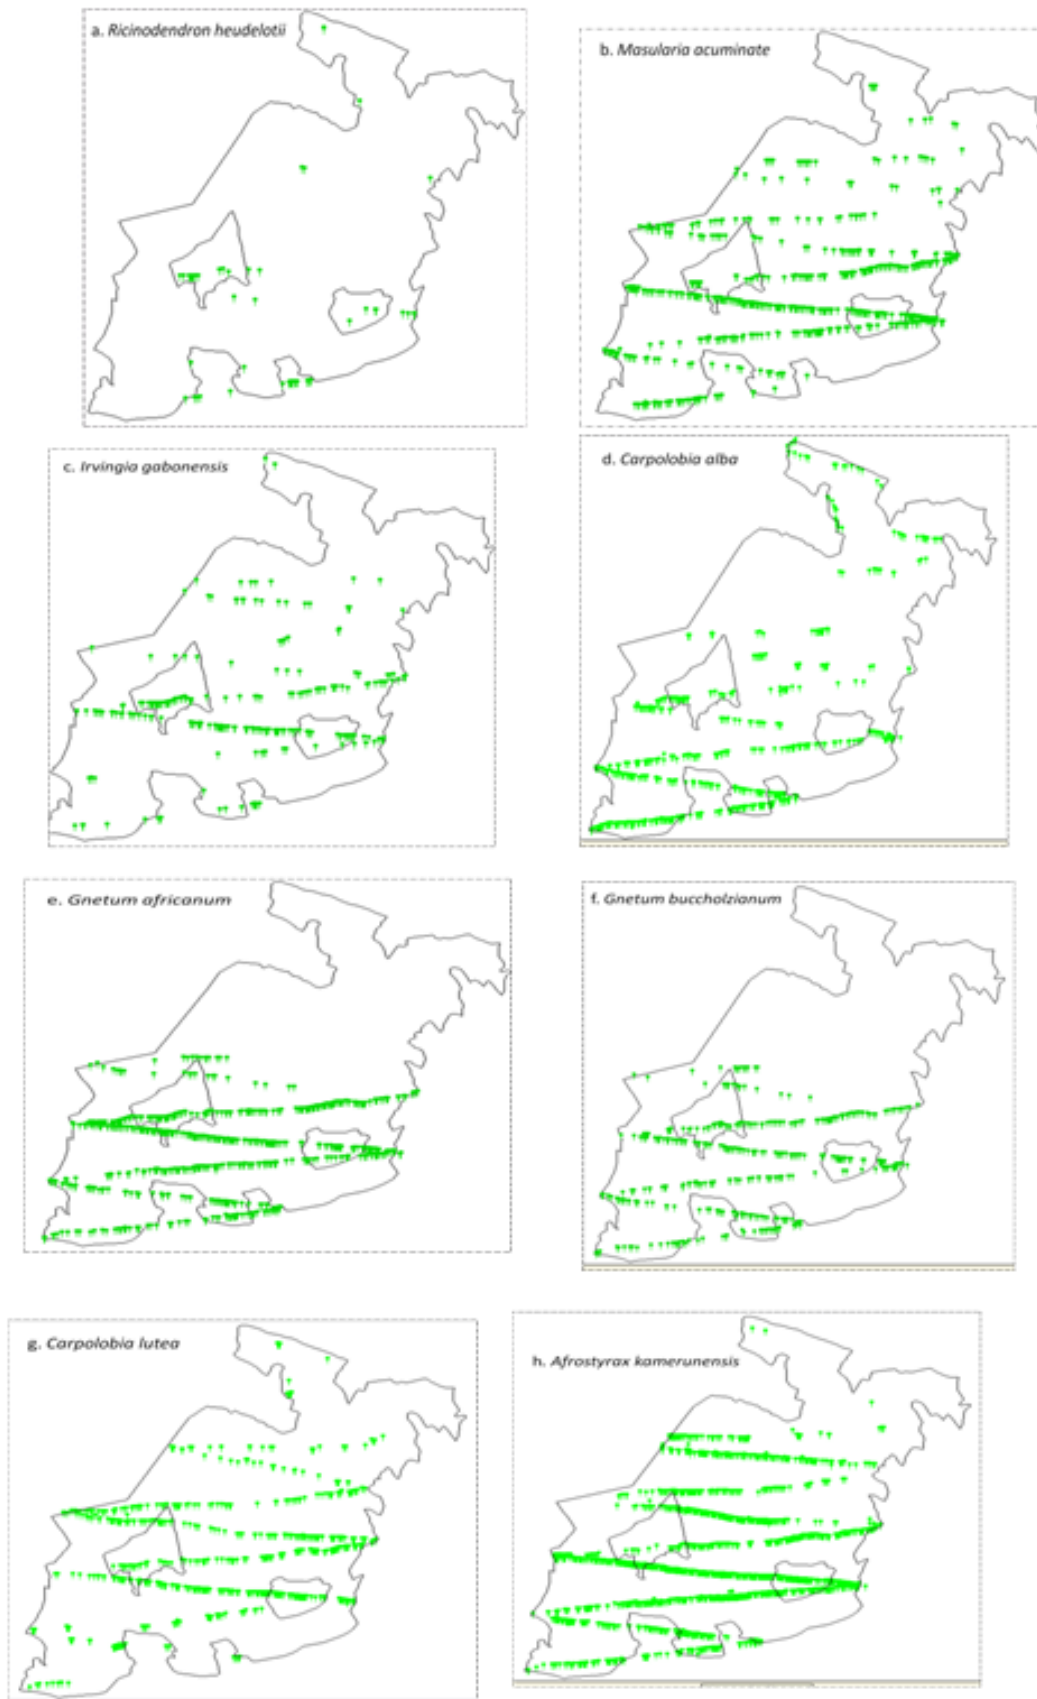 a. Ricinodendron heudelotii
b. Masularia acuminate
c. Irvingia gabonensis
d. Carpolobia alba
e. Gnetum africanum
f. Gnetum buccholzianum
g. Carpolobia lutea
h. Afrostyrax kamerunensis